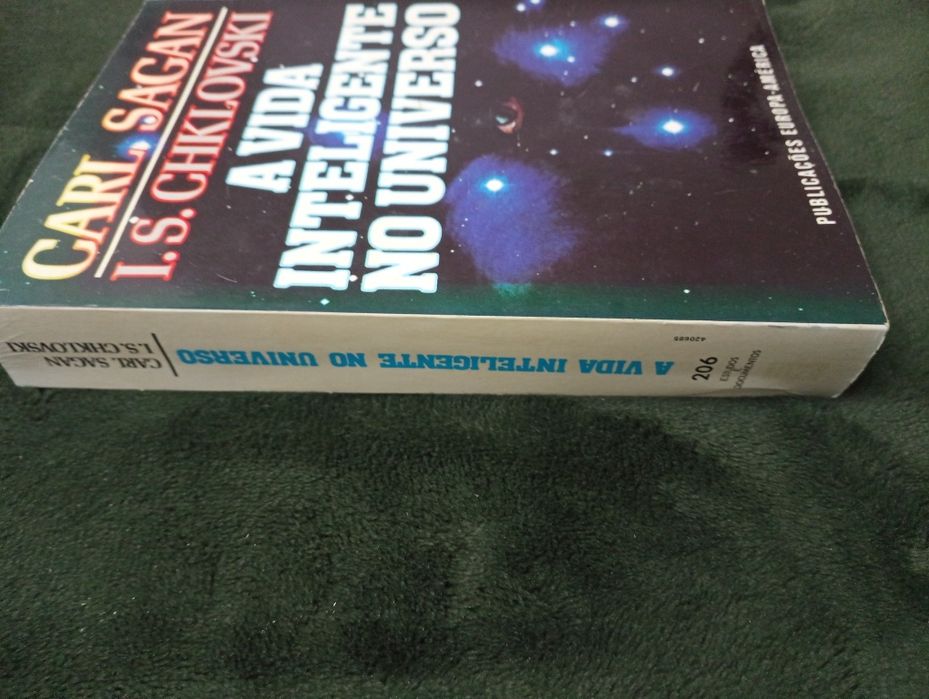 CARL SAGAN
I. S. CHKLOVSKI
A VIDA
INTELIGENTE
NO UNIVERSO
PUBLICAÇÕES EUROPA-AMÉRICA
CARL SAGAN
I. S. CHKLOVSKI
A VIDA INTELIGENTE NO UNIVERSO
206
ESTUDOS
E
DOCUMENTOS
420685